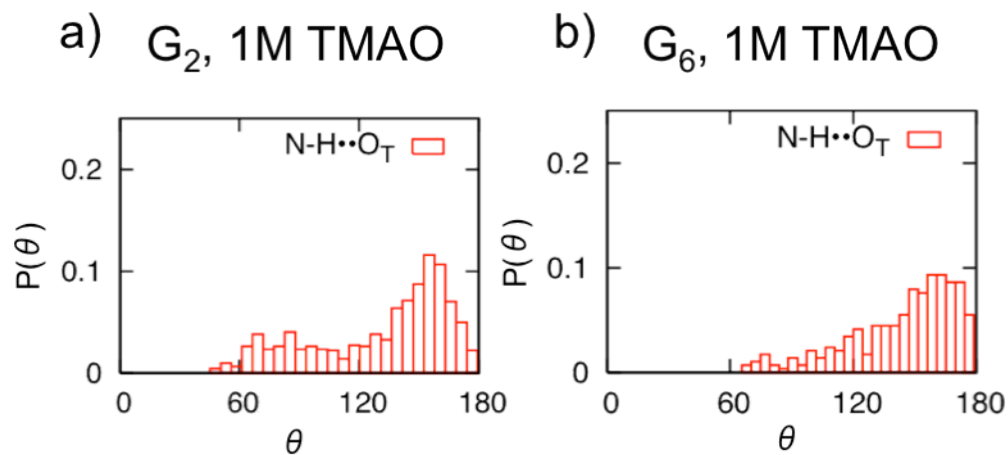 a) G₂, 1M TMAO
N-H••O_T
P(θ)
0.2
0.1
0
0 60 120 180
θ
b) G₆, 1M TMAO
N-H••O_T
P(θ)
0.2
0.1
0
0 60 120 180
θ